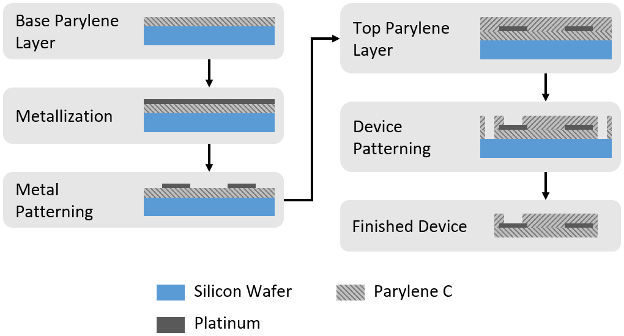 Base Parylene
Layer
Metallization
Metal
Patterning
Top Parylene
Layer
Device
Patterning
Finished Device
Silicon Wafer
Parylene C
Platinum